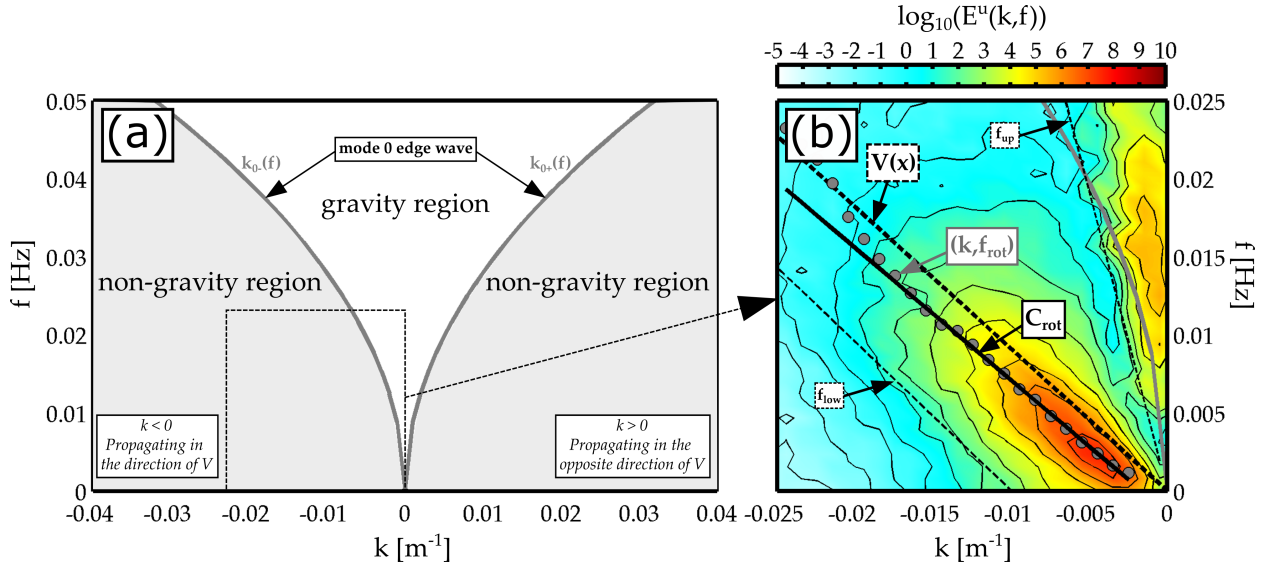 log10(Eu(k,f))
-5 -4 -3 -2 -1 0 1 2 3 4 5 6 7 8 9 10
(a)
0.05
0.04
0.03
0.02
0.01
0
f [Hz]
mode 0 edge wave
k0-(f)
k0+(f)
gravity region
non-gravity region
non-gravity region
k < 0
Propagating in
the direction of V
k > 0
Propagating in the
opposite direction of V
-0.04 -0.03 -0.02 -0.01 0 0.01 0.02 0.03 0.04
k [m-1]
(b)
fup
V(x)
(k,frot)
Crot
flow
0.025
0.02
0.015
0.01
0.005
0
f [Hz]
-0.025 -0.02 -0.015 -0.01 -0.005 0
k [m-1]